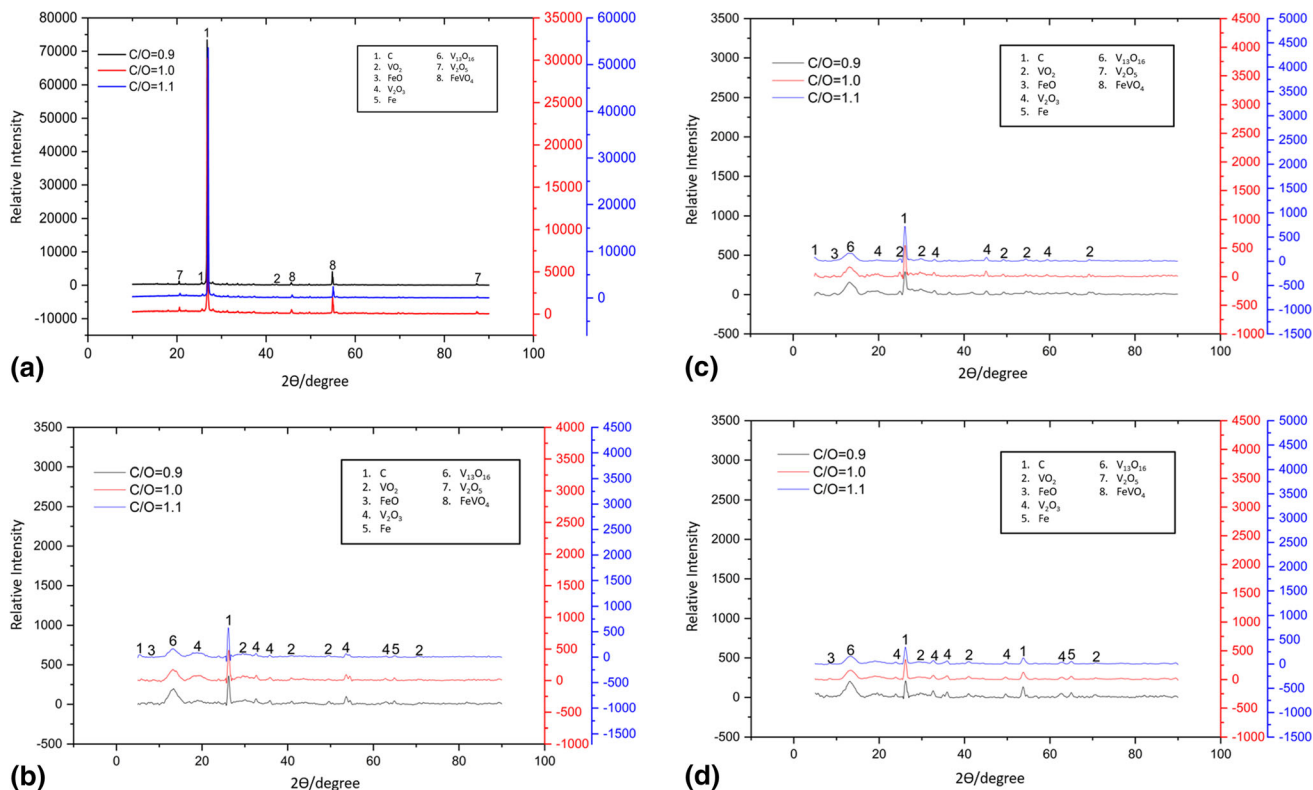 (a)
Relative Intensity
80000
70000
60000
50000
40000
30000
20000
10000
0
-10000
C/O=0.9
C/O=1.0
C/O=1.1
1. C
2. VO₂
3. FeO
4. V₂O₃
5. Fe
6. V₁₃O₁₆
7. V₂O₅
8. FeVO₄
1
7 1 2 8 8 7
35000
30000
25000
20000
15000
10000
5000
0
60000
50000
40000
30000
20000
10000
0
0 20 40 60 80 100
2Θ/degree
(c)
Relative Intensity
3500
3000
2500
2000
1500
1000
500
0
-500
C/O=0.9
C/O=1.0
C/O=1.1
1. C
2. VO₂
3. FeO
4. V₂O₃
5. Fe
6. V₁₃O₁₆
7. V₂O₅
8. FeVO₄
1
1 3 6 4 2 2 4 4 2 2 4 2
4500
4000
3500
3000
2500
2000
1500
1000
500
0
-500
-1000
5000
4500
4000
3500
3000
2500
2000
1500
1000
500
0
-500
-1000
-1500
0 20 40 60 80 100
2Θ/degree
(b)
Relative Intensity
3500
3000
2500
2000
1500
1000
500
0
-500
C/O=0.9
C/O=1.0
C/O=1.1
1. C
2. VO₂
3. FeO
4. V₂O₃
5. Fe
6. V₁₃O₁₆
7. V₂O₅
8. FeVO₄
1
1 3 6 4 2 4 4 2 2 4 4 5 2
4000
3500
3000
2500
2000
1500
1000
500
0
-500
-1000
4500
4000
3500
3000
2500
2000
1500
1000
500
0
-500
-1000
-1500
0 20 40 60 80 100
2Θ/degree
(d)
Relative Intensity
3500
3000
2500
2000
1500
1000
500
0
-500
C/O=0.9
C/O=1.0
C/O=1.1
1. C
2. VO₂
3. FeO
4. V₂O₃
5. Fe
6. V₁₃O₁₆
7. V₂O₅
8. FeVO₄
1 1
3 6 4 2 4 4 2 4 4 5 2
4500
4000
3500
3000
2500
2000
1500
1000
500
0
-500
-1000
5000
4500
4000
3500
3000
2500
2000
1500
1000
500
0
-500
-1000
-1500
0 20 40 60 80 100
2Θ/degree